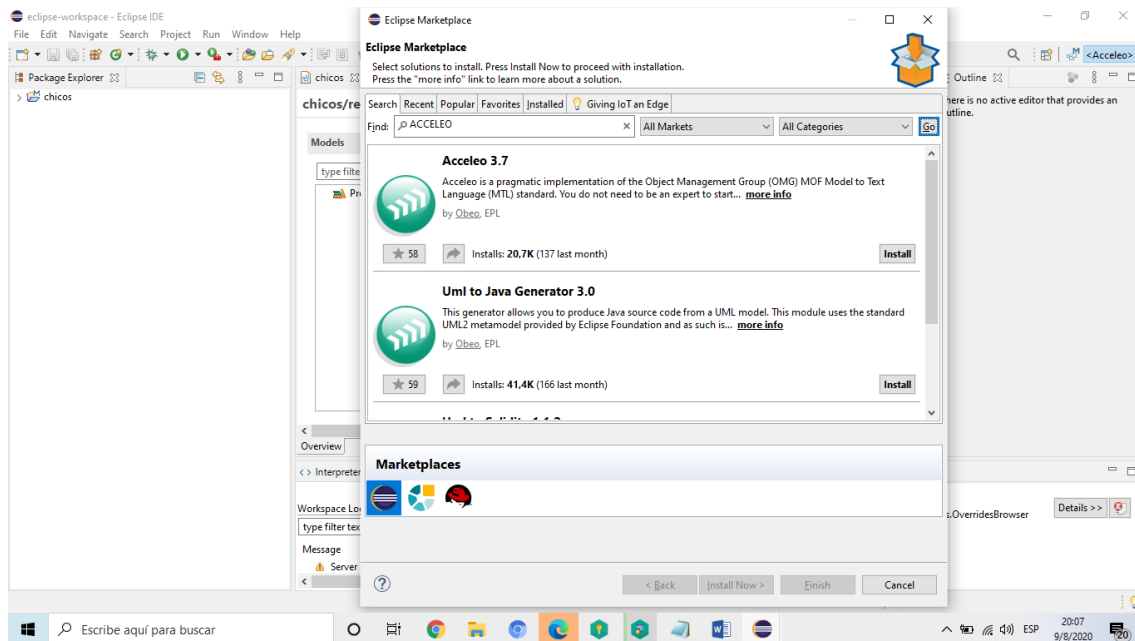 eclipse-workspace - Eclipse IDE
File Edit Navigate Search Project Run Window Help
<Acceleo>
Package Explorer
chicos
chicos
chicos/re
Models
type filte
Pr
Overview
Interpreter
Workspace Lo
type filter tex
Message
Server
Eclipse Marketplace
Eclipse Marketplace
Select solutions to install. Press Install Now to proceed with installation.
Press the "more info" link to learn more about a solution.
Search Recent Popular Favorites Installed Giving IoT an Edge
Find: ACCELEO All Markets All Categories Go
Acceleo 3.7
Acceleo is a pragmatic implementation of the Object Management Group (OMG) MOF Model to Text
Language (MTL) standard. You do not need to be an expert to start... more info
by Obeo, EPL
58 Installs: 20,7K (137 last month) Install
Uml to Java Generator 3.0
This generator allows you to produce Java source code from a UML model. This module uses the standard
UML2 metamodel provided by Eclipse Foundation and as such is... more info
by Obeo, EPL
59 Installs: 41,4K (166 last month) Install
Marketplaces
< Back Install Now > Finish Cancel
Outline
here is no active editor that provides an
utline.
s.OverridesBrowser
Details >>
Escribe aquí para buscar
ESP
20:07
9/8/2020
20